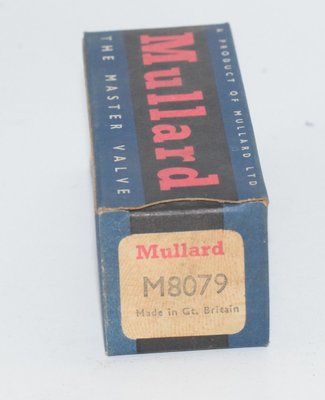 THE MASTER VALVE
Mullard
A PRODUCT OF MULLARD LTD
Mullard
M8079
Made in Gt. Britain